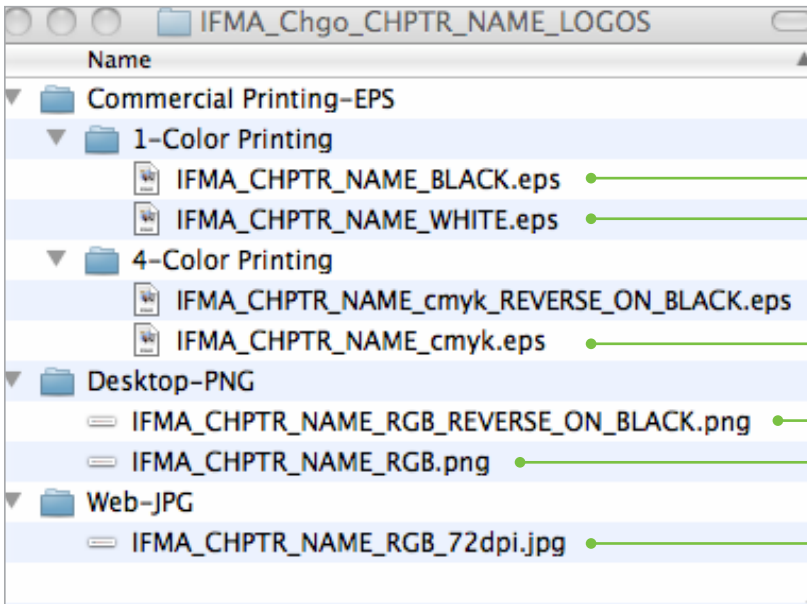 IFMA_Chgo_CHPTR_NAME_LOGOS
Name
Commercial Printing-EPS
1-Color Printing
IFMA_CHPTR_NAME_BLACK.eps
IFMA_CHPTR_NAME_WHITE.eps
4-Color Printing
IFMA_CHPTR_NAME_cmyk_REVERSE_ON_BLACK.eps
IFMA_CHPTR_NAME_cmyk.eps
Desktop-PNG
IFMA_CHPTR_NAME_RGB_REVERSE_ON_BLACK.png
IFMA_CHPTR_NAME_RGB.png
Web-JPG
IFMA_CHPTR_NAME_RGB_72dpi.jpg